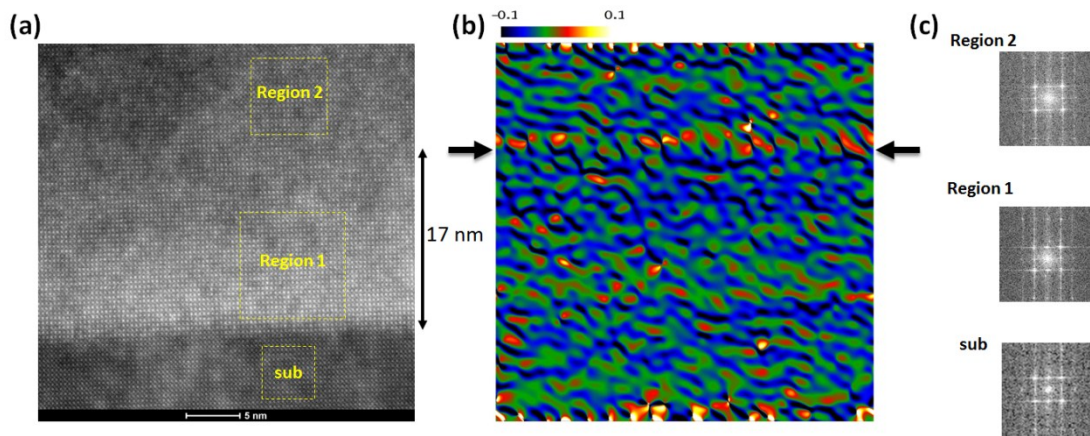 (a)
Region 2
Region 1
sub
5 nm
17 nm
(b)
−0.1 0.1
(c)
Region 2
Region 1
sub